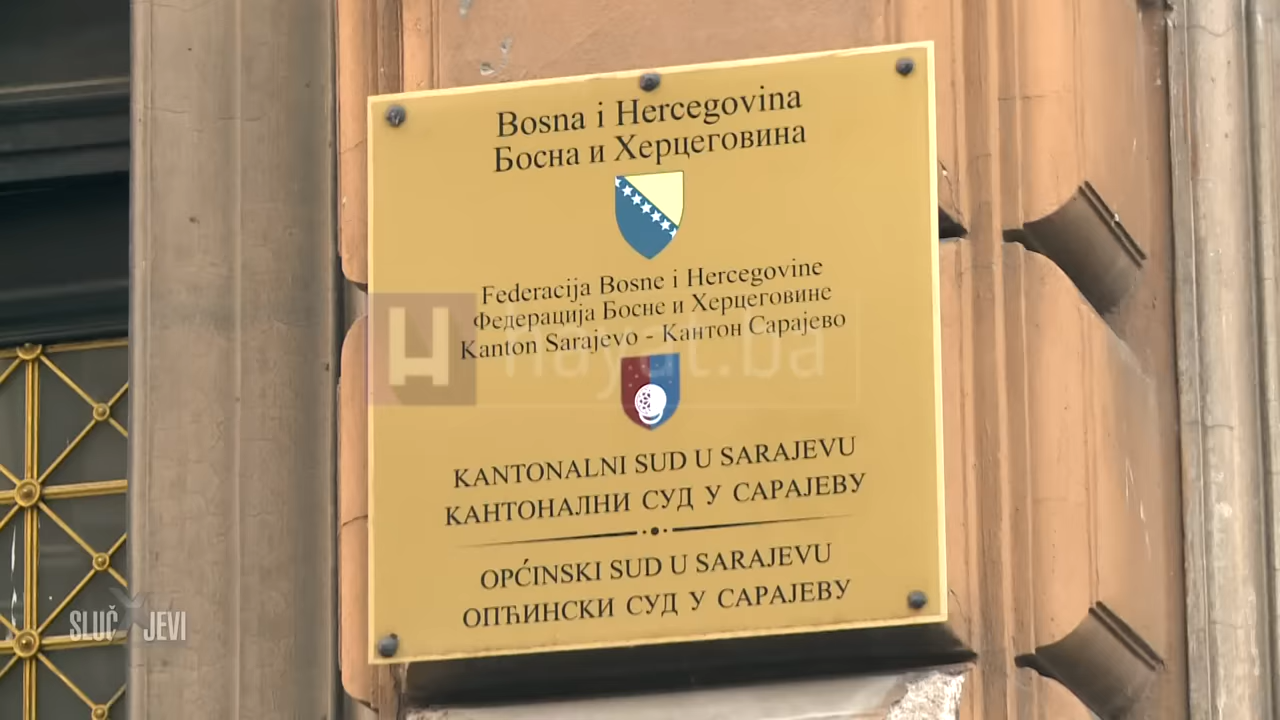 Bosna i Hercegovina
Босна и Херцеговина
Federacija Bosne i Hercegovine
Федерација Босне и Херцеговине
Kanton Sarajevo - Кантон Сарајево
H hayat.ba
KANTONALNI SUD U SARAJEVU
КАНТОНАЛНИ СУД У САРАЈЕВУ
OPĆINSKI SUD U SARAJEVU
ОПЋИНСКИ СУД У САРАЈЕВУ
SLUČJEVI